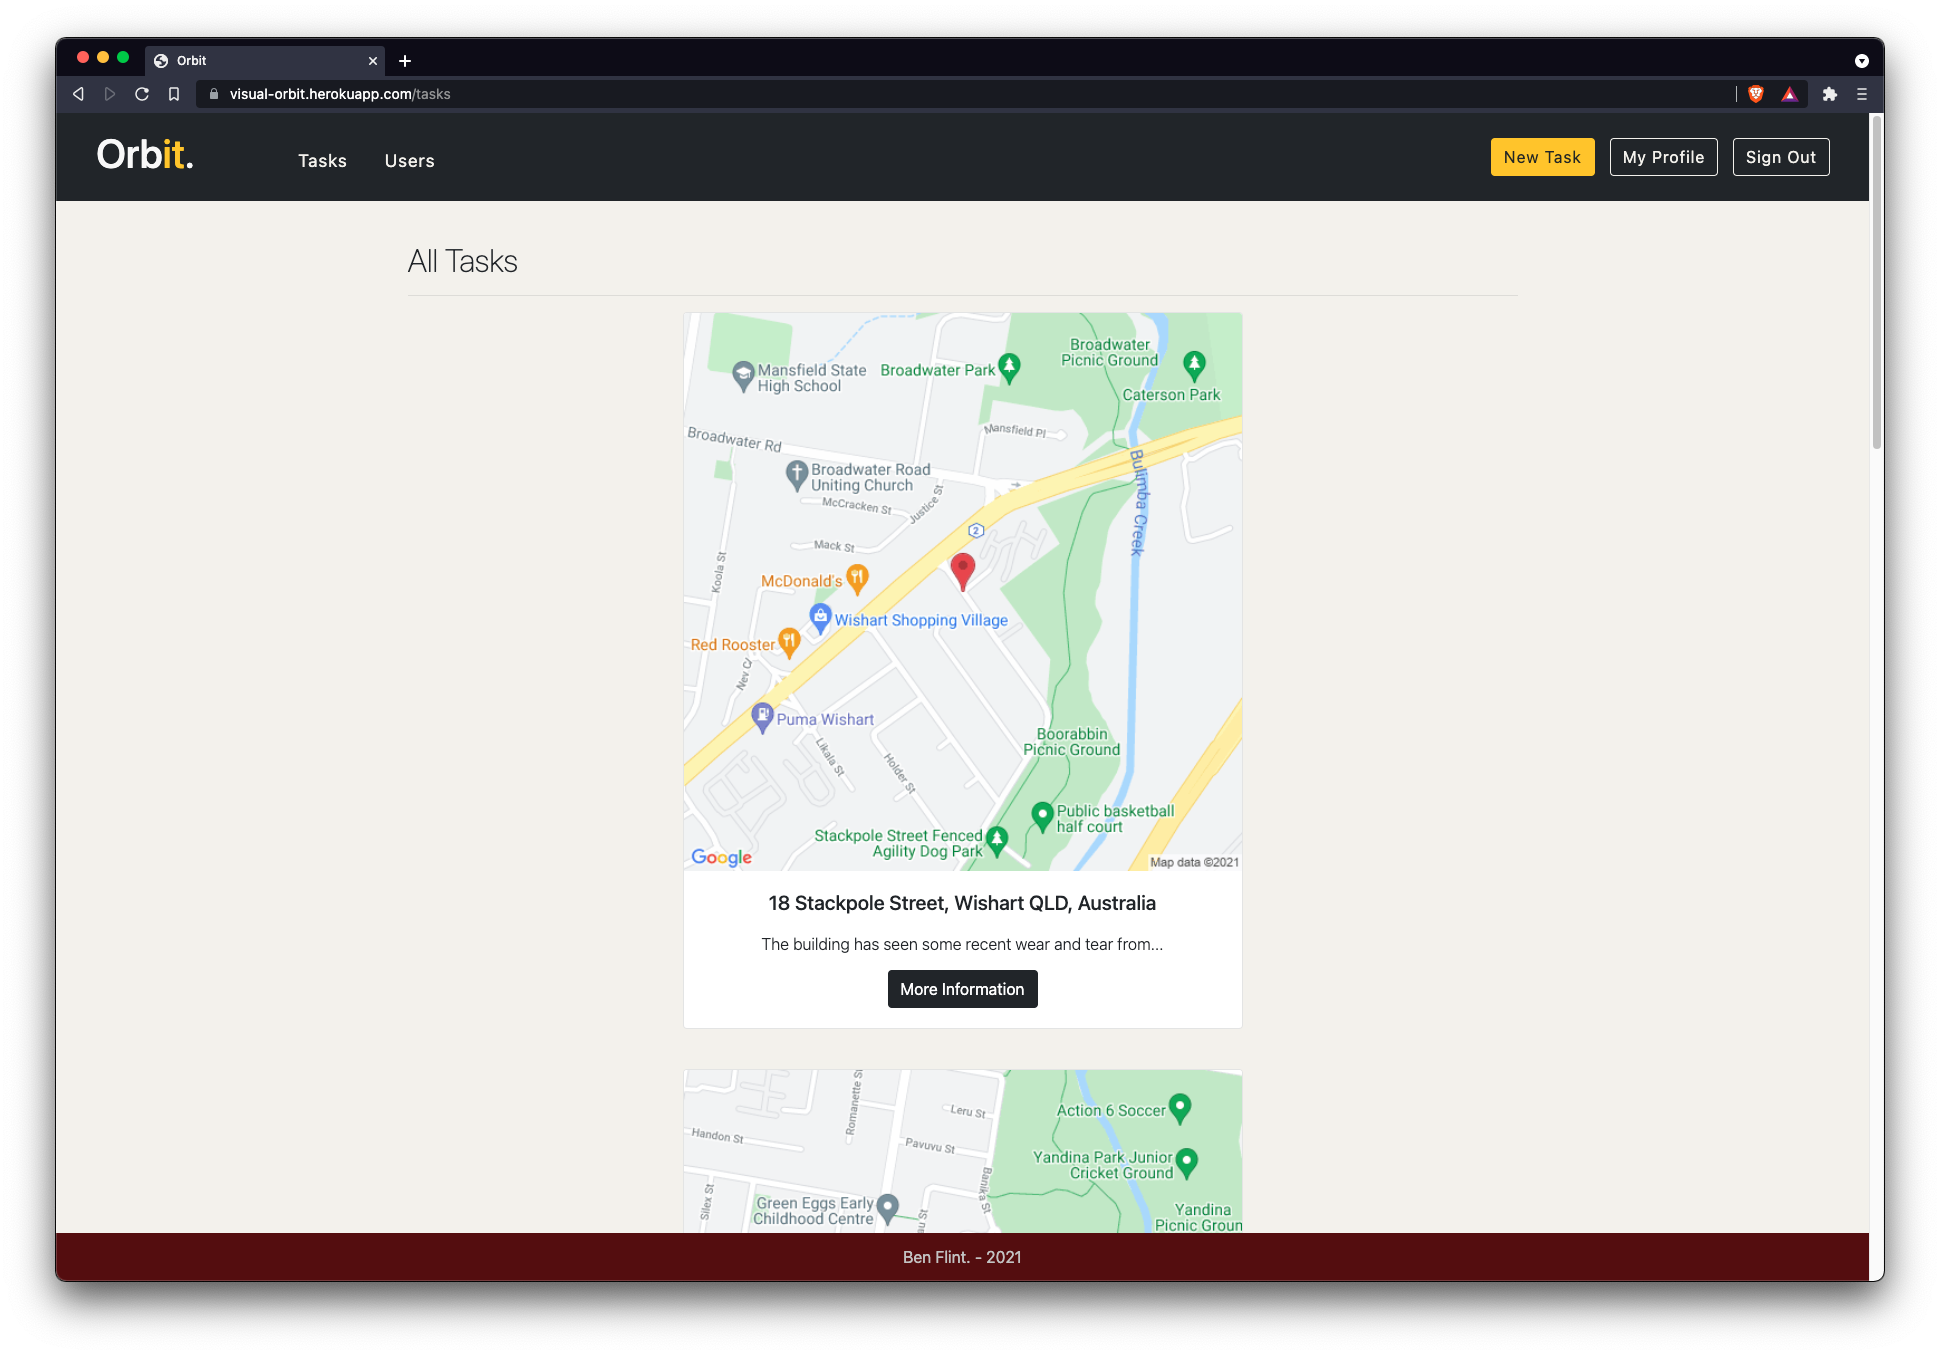 Orbit
visual-orbit.herokuapp.com/tasks
Orbit.
Tasks
Users
New Task
My Profile
Sign Out
All Tasks
Broadwater
Picnic Ground
Mansfield State
High School
Broadwater Park
Caterson Park
Mansfield Pl
Broadwater Rd
Broadwater Road
Uniting Church
Bulimba Creek
McCracken St
Justice St
2
Mack St
Koola St
McDonald's
Wishart Shopping Village
Red Rooster
Nev Cl
Puma Wishart
Likala St
Holder St
Boorabbin
Picnic Ground
Public basketball
half court
Stackpole Street Fenced
Agility Dog Park
Google
Map data ©2021
18 Stackpole Street, Wishart QLD, Australia
The building has seen some recent wear and tear from...
More Information
Romanette St
Leru St
Action 6 Soccer
Handon St
Pavuvu St
Yandina Park Junior
Cricket Ground
Banika St
Silex St
Green Eggs Early
Childhood Centre
Yandina
Picnic Groun
Ben Flint. - 2021